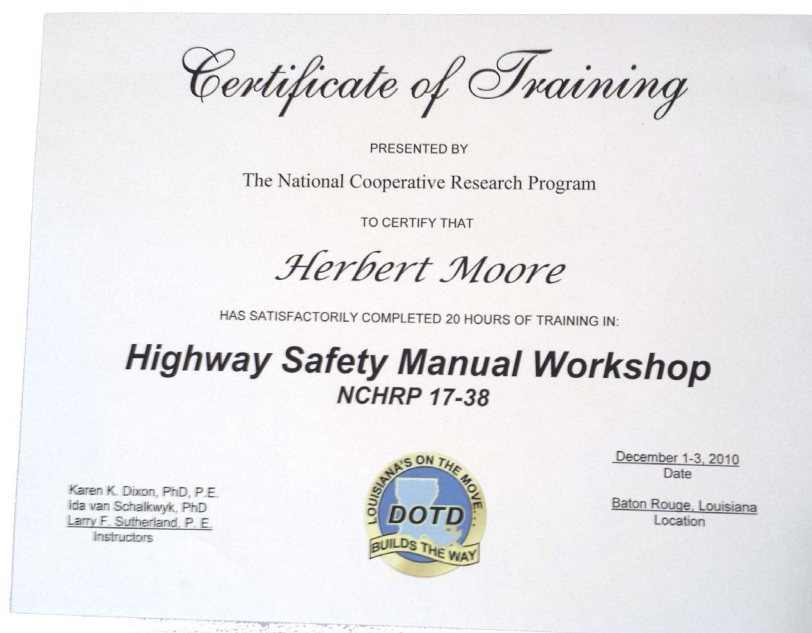 Certificate of Training
PRESENTED BY
The National Cooperative Research Program
TO CERTIFY THAT
Herbert Moore
HAS SATISFACTORILY COMPLETED 20 HOURS OF TRAINING IN:
Highway Safety Manual Workshop
NCHRP 17-38
Karen K. Dixon, PhD, P.E.
Ida van Schalkwyk, PhD
Larry F. Sutherland, P. E.
Instructors
LOUISIANA'S ON THE MOVE...
DOTD
BUILDS THE WAY
December 1-3, 2010
Date
Baton Rouge, Louisiana
Location